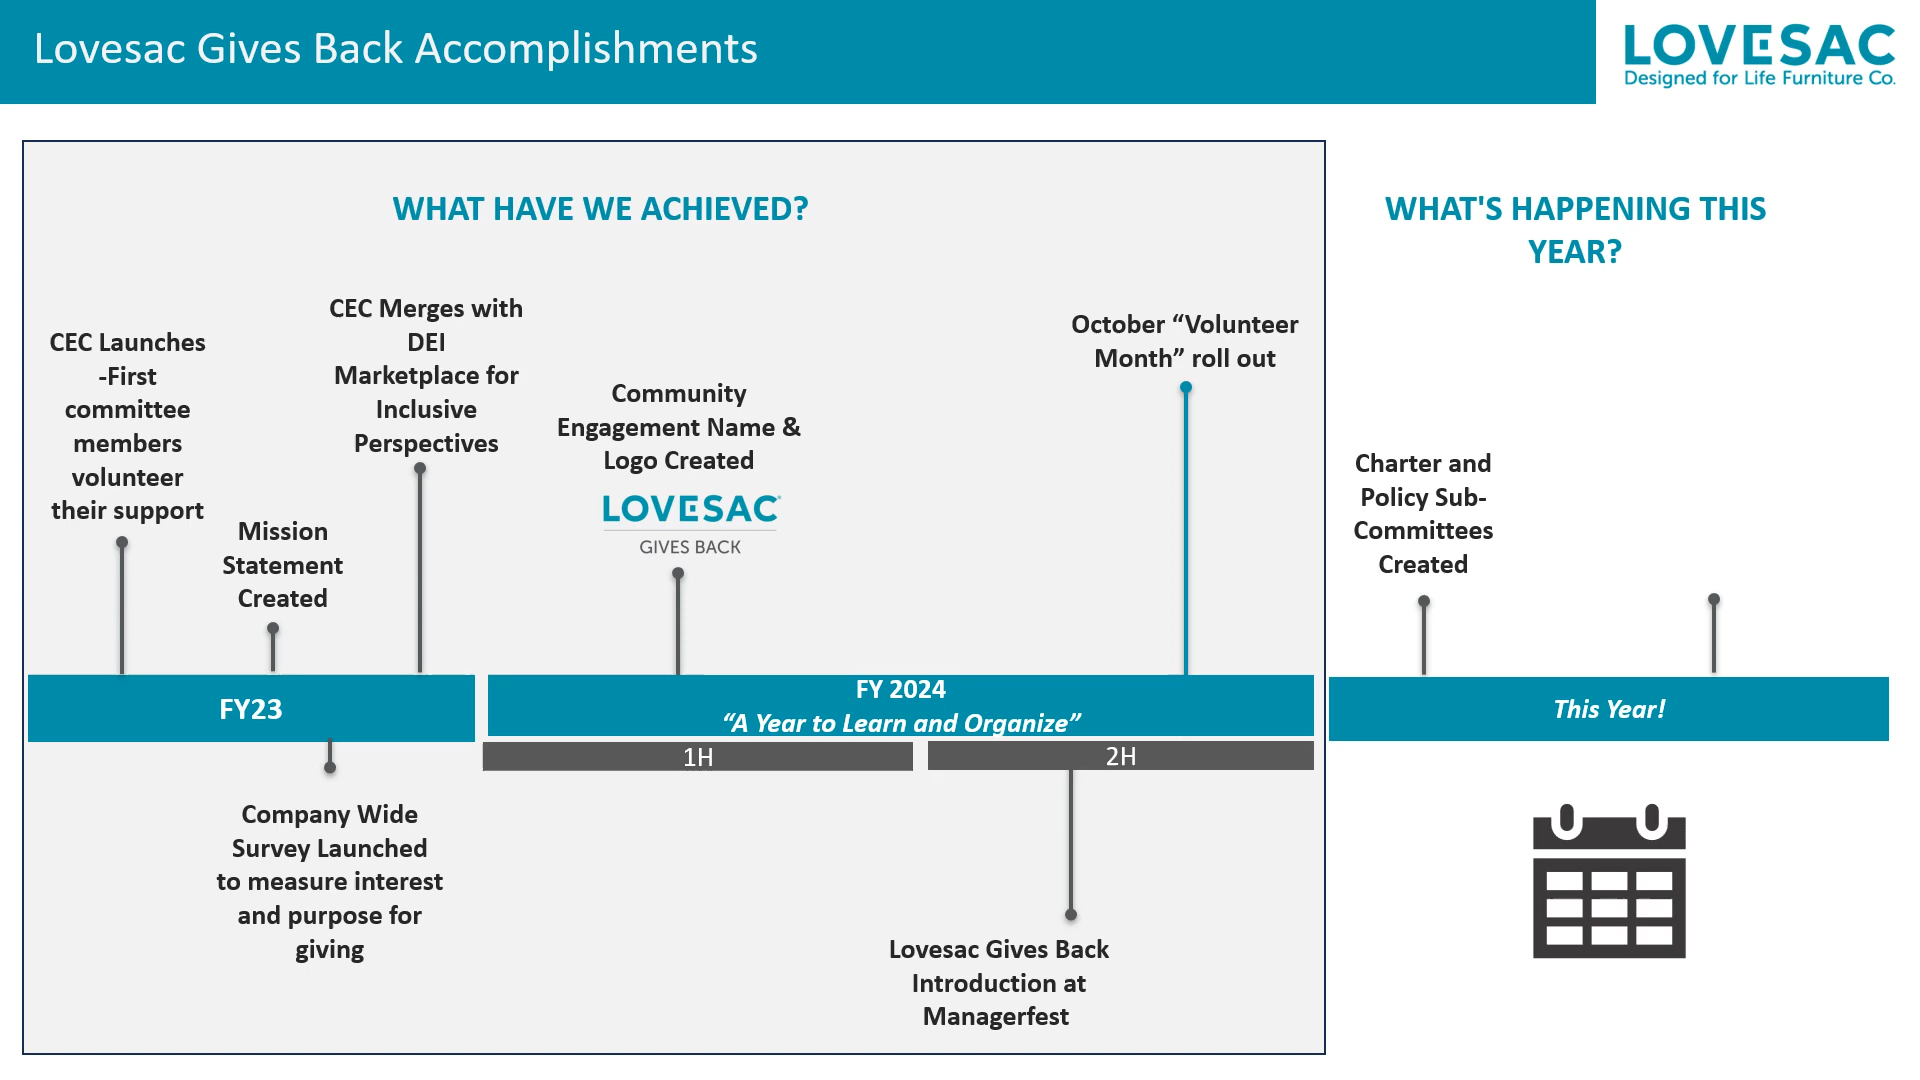 Lovesac Gives Back Accomplishments
LOVESAC
Designed for Life Furniture Co.
WHAT HAVE WE ACHIEVED?
WHAT'S HAPPENING THIS
YEAR?
CEC Launches
-First
committee
members
volunteer
their support
Mission
Statement
Created
CEC Merges with
DEI
Marketplace for
Inclusive
Perspectives
Community
Engagement Name &
Logo Created
LOVESAC
GIVES BACK
October “Volunteer
Month” roll out
Charter and
Policy Sub-
Committees
Created
FY23
FY 2024
“A Year to Learn and Organize”
This Year!
1H
2H
Company Wide
Survey Launched
to measure interest
and purpose for
giving
Lovesac Gives Back
Introduction at
Managerfest